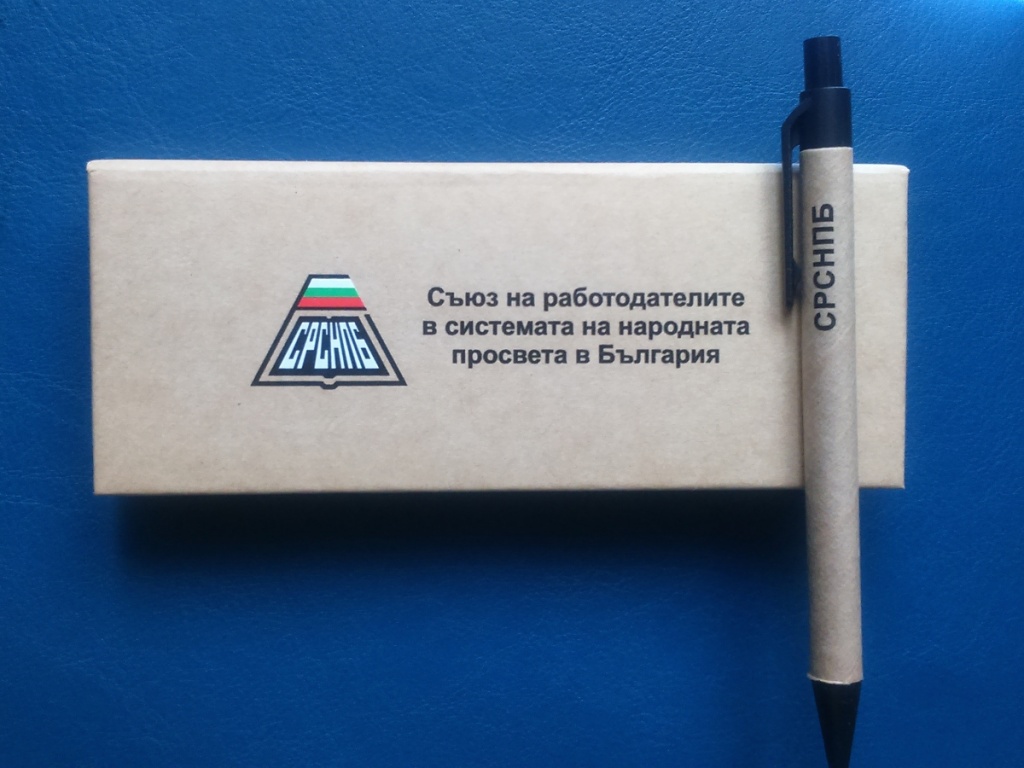 СРСНПБ
Съюз на работодателите
в системата на народната
просвета в България
СРСНПБ